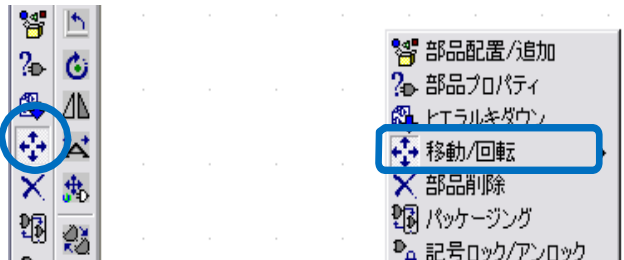 部品配置/追加
部品プロパティ
ヒエラルキダウン
移動/回転
部品削除
パッケージング
記号ロック/アンロック